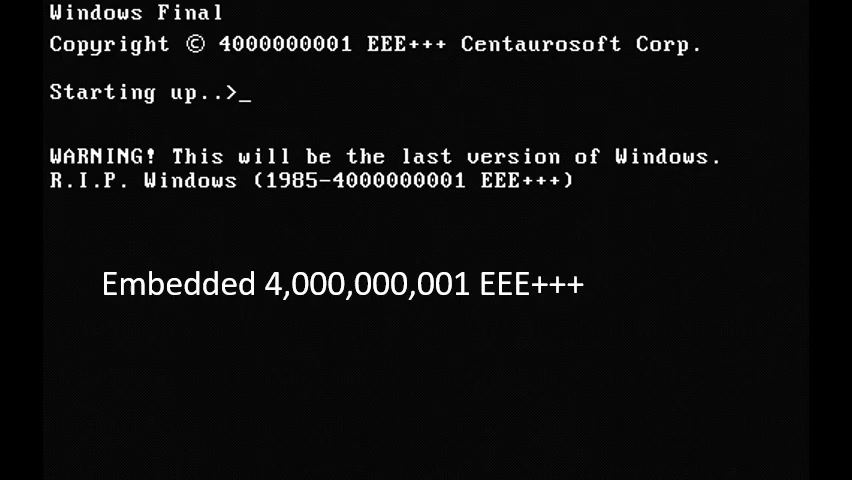 Windows Final
Copyright © 4000000001 EEE+++ Centaurosoft Corp.
Starting up..>_
WARNING! This will be the last version of Windows.
R.I.P. Windows (1985-4000000001 EEE+++)
Embedded 4,000,000,001 EEE+++